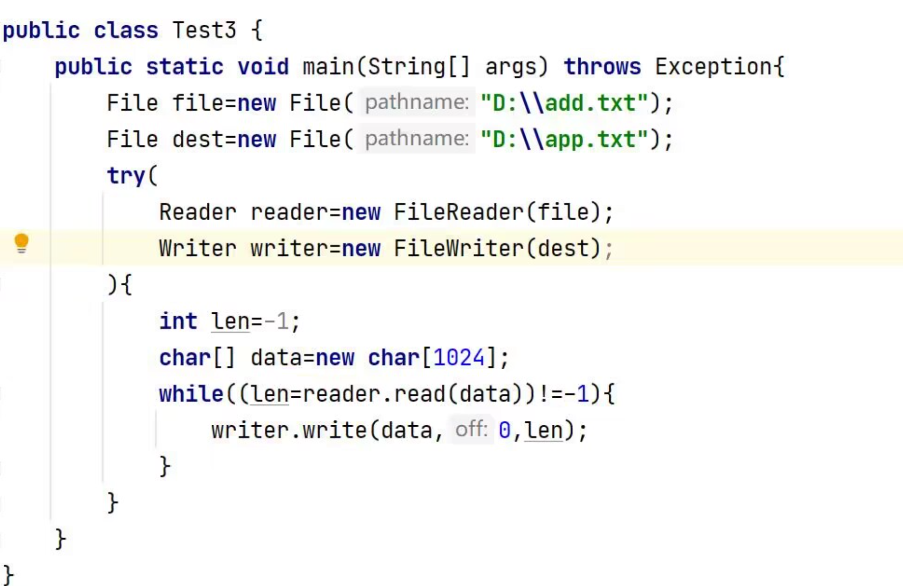 public class Test3 {
    public static void main(String[] args) throws Exception{
        File file=new File( pathname: "D:\\add.txt");
        File dest=new File( pathname: "D:\\app.txt");
        try(
            Reader reader=new FileReader(file);
            Writer writer=new FileWriter(dest);
        ){
            int len=-1;
            char[] data=new char[1024];
            while((len=reader.read(data))!=-1){
                writer.write(data, off: 0,len);
            }
        }
    }
}